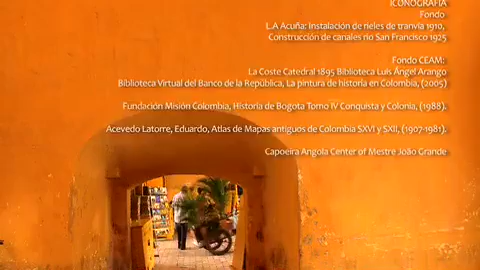 ICONOGRAFIA
Fondo
L.A Acuña: Instalación de rieles de tranvía 1910,
Construcción de canales rio San Francisco 1925
Fondo CEAM:
La Coste Catedral 1895 Biblioteca Luis Ángel Arango
Biblioteca Virtual del Banco de la República, La pintura de historia en Colombia, (2005)
Fundación Misión Colombia, Historia de Bogota Tomo IV Conquista y Colonia, (1988).
Acevedo Latorre, Eduardo, Atlas de Mapas antiguos de Colombia SXVI y SXII, (1907-1981).
Capoeira Angola Center of Mestre João Grande